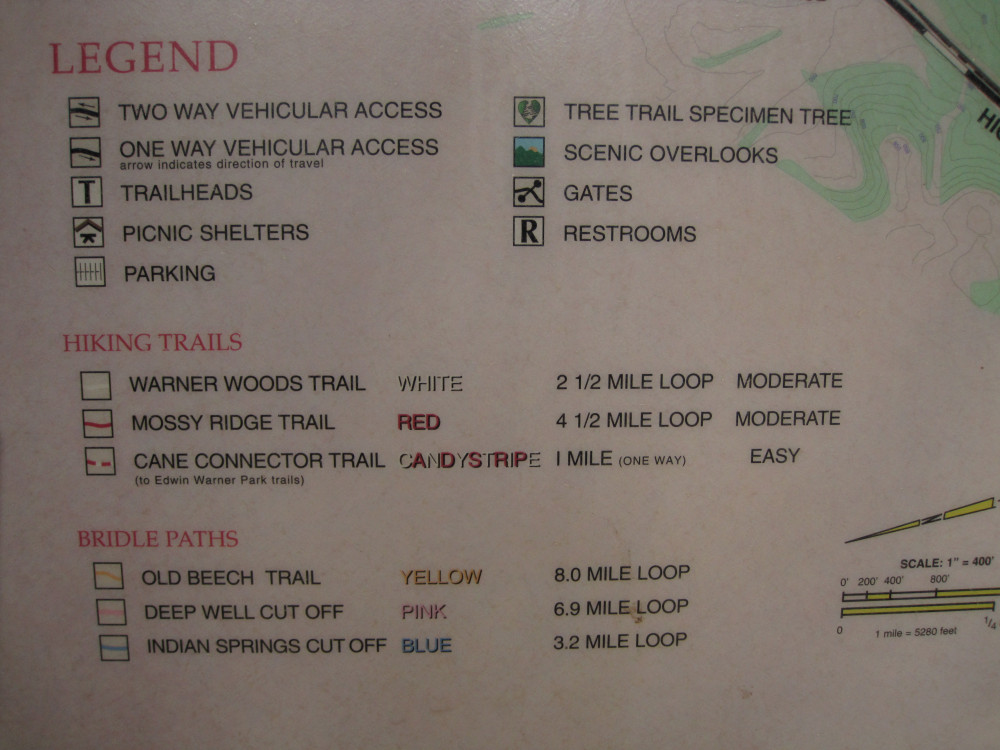 LEGEND
TWO WAY VEHICULAR ACCESS
ONE WAY VEHICULAR ACCESS
arrow indicates direction of travel
T TRAILHEADS
PICNIC SHELTERS
PARKING
TREE TRAIL SPECIMEN TREE
SCENIC OVERLOOKS
GATES
R RESTROOMS
HIKING TRAILS
WARNER WOODS TRAIL WHITE 2 1/2 MILE LOOP MODERATE
MOSSY RIDGE TRAIL RED 4 1/2 MILE LOOP MODERATE
CANE CONNECTOR TRAIL CANDYSTRIPE I MILE (ONE WAY) EASY
(to Edwin Warner Park trails)
BRIDLE PATHS
OLD BEECH TRAIL YELLOW 8.0 MILE LOOP
DEEP WELL CUT OFF PINK 6.9 MILE LOOP
INDIAN SPRINGS CUT OFF BLUE 3.2 MILE LOOP
N
SCALE: 1" = 400'
0' 200' 400' 800'
0 1/4
1 mile = 5280 feet